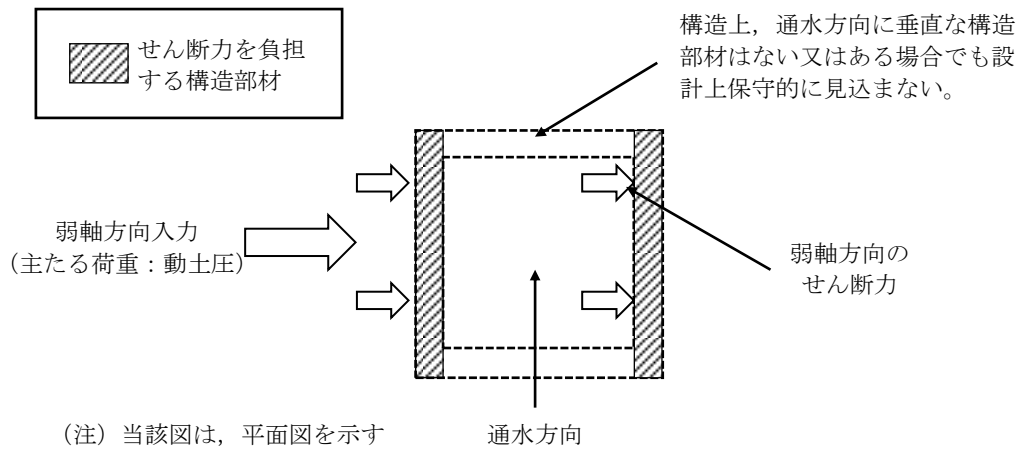 せん断力を負担
する構造部材
構造上，通水方向に垂直な構造
部材はない又はある場合でも設
計上保守的に見込まない。
弱軸方向入力
（主たる荷重：動土圧）
弱軸方向の
せん断力
（注）当該図は，平面図を示す
通水方向